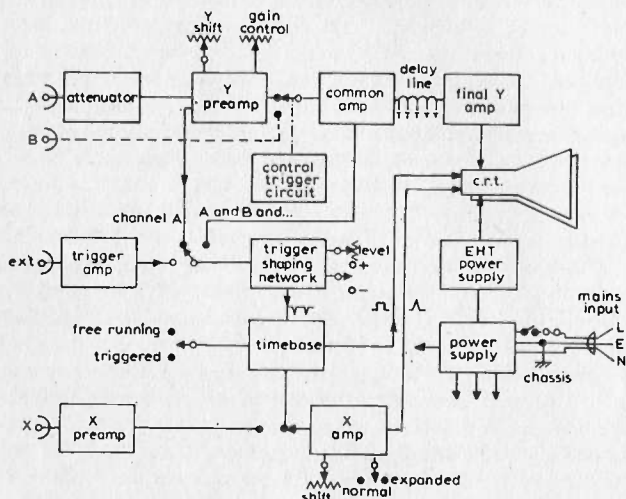 Y
shift
gain
control
A
attenuator
Y
preamp
common
amp
delay
line
final Y
amp
B
control
trigger
circuit
c.r.t.
channel A
A and B and...
ext
trigger
amp
trigger
shaping
network
level
+
−
EHT
power
supply
mains
input
free running
triggered
timebase
power
supply
L
E
N
chassis
X
X
preamp
X
amp
shift
normal
expanded